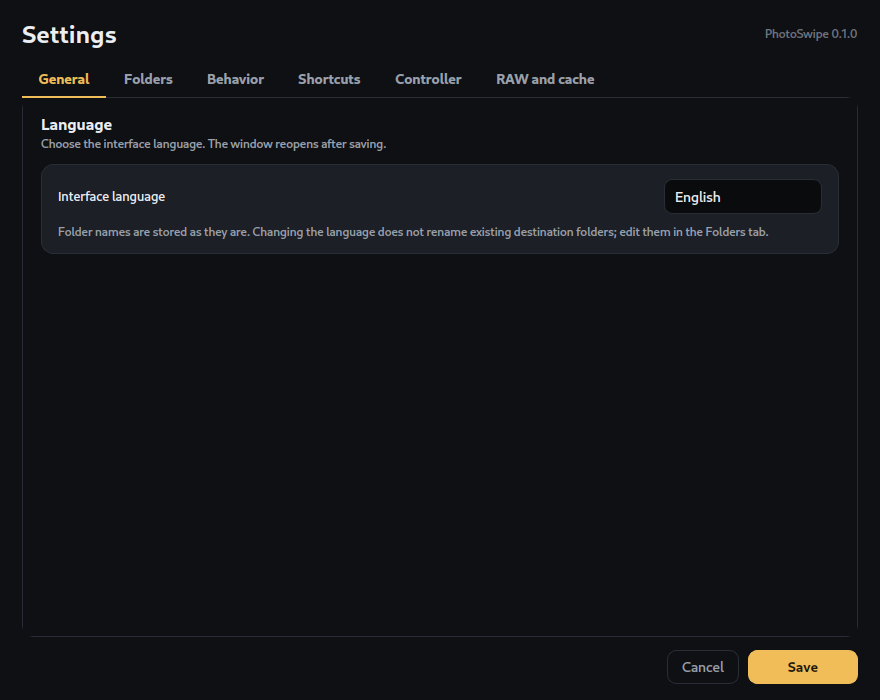 Settings
PhotoSwipe 0.1.0
General Folders Behavior Shortcuts Controller RAW and cache
Language
Choose the interface language. The window reopens after saving.
Interface language
English
Folder names are stored as they are. Changing the language does not rename existing destination folders; edit them in the Folders tab.
Cancel Save